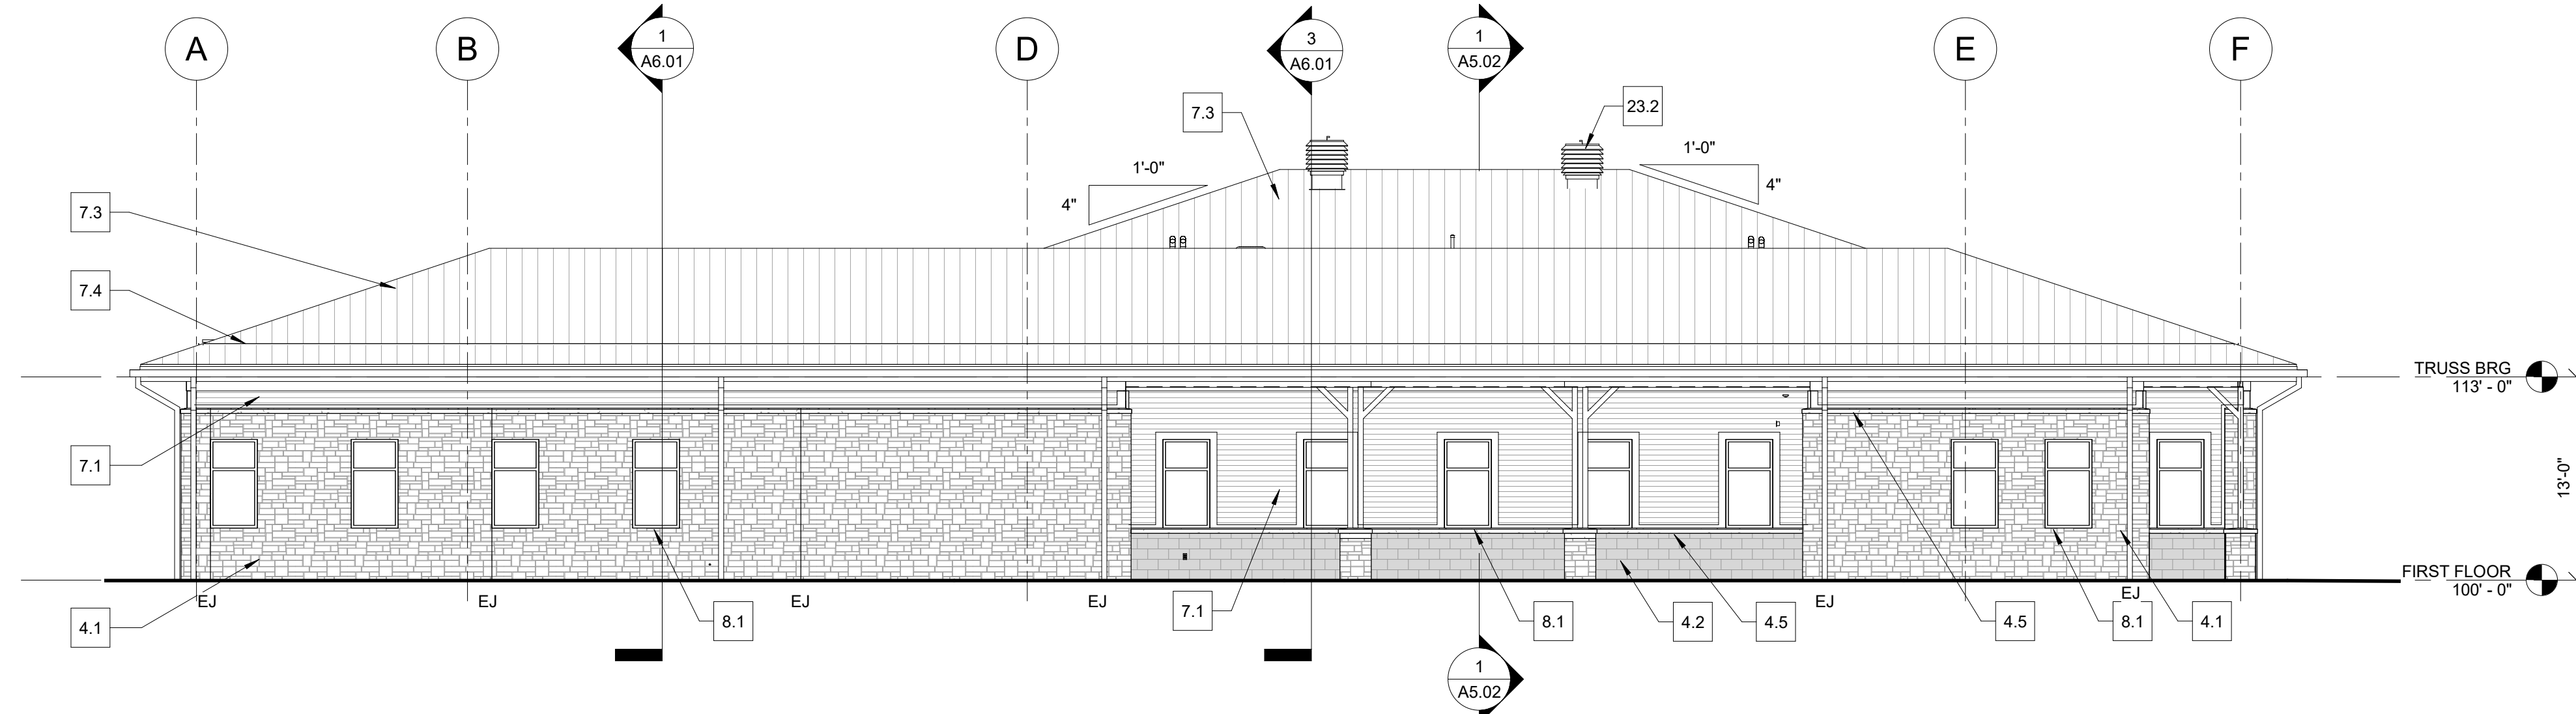 A
B
1
A6.01
D
3
A6.01
1
A5.02
E
F
7.3
23.2
1'-0"
4"
1'-0"
4"
7.3
7.4
TRUSS BRG
113' - 0"
7.1
13'-0"
FIRST FLOOR
100' - 0"
EJ
EJ
EJ
EJ
EJ
EJ
4.1
8.1
7.1
8.1
4.2
4.5
4.5
8.1
4.1
1
A5.02